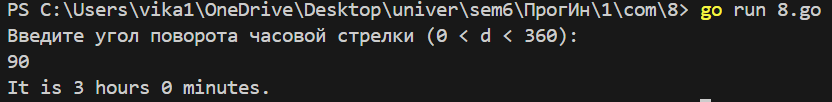 PS C:\Users\vika1\OneDrive\Desktop\univer\sem6\ПрогИн\1\com\8> go run 8.go
Введите угол поворота часовой стрелки (0 < d < 360):
90
It is 3 hours 0 minutes.